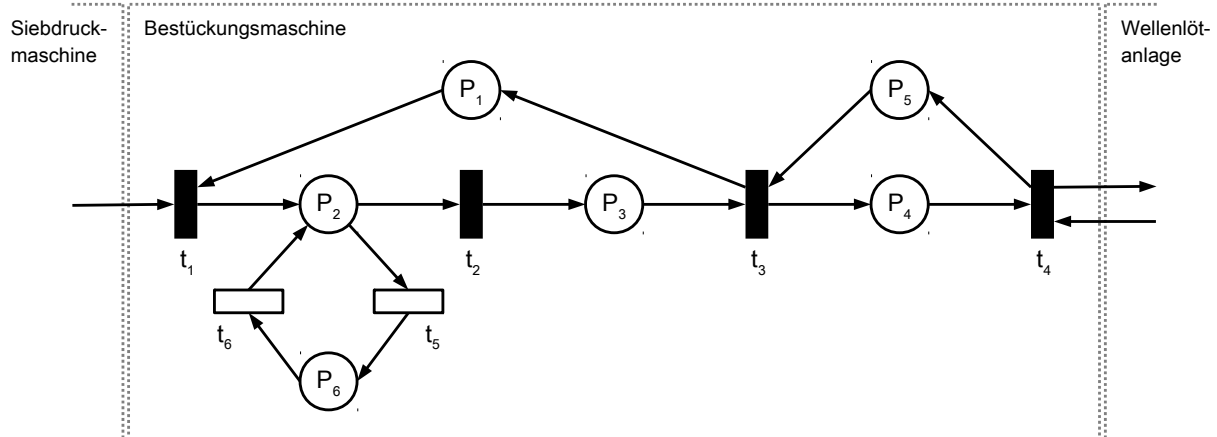 Siebdruck-
maschine
Bestückungsmaschine
Wellenlöt-
anlage
P₁
P₅
P₂
P₃
P₄
t₁
t₂
t₃
t₄
t₆
t₅
P₆